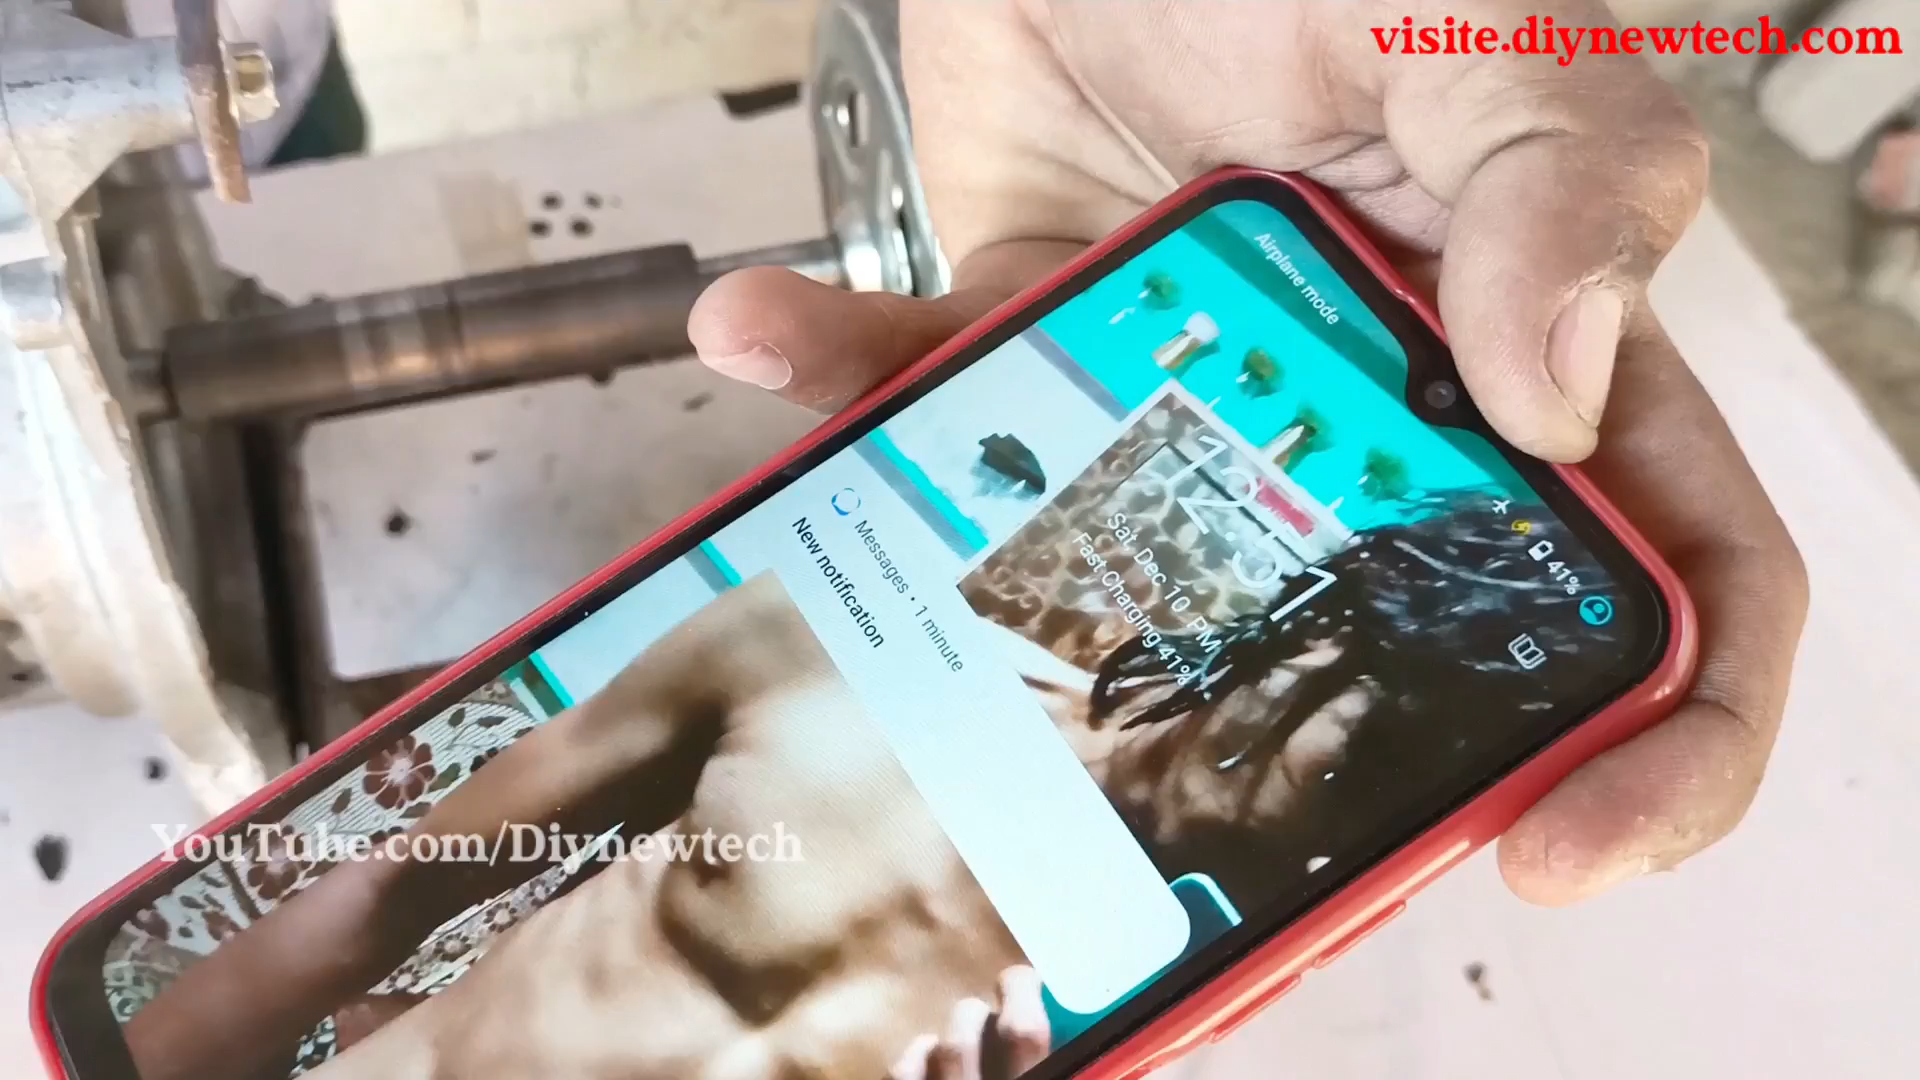 visite.diynewtech.com
Airplane mode
41%
12:51
Sat, Dec 10 PM
Fast Charging 41%
Messages • 1 minute
New notification
YouTube.com/Diynewtech